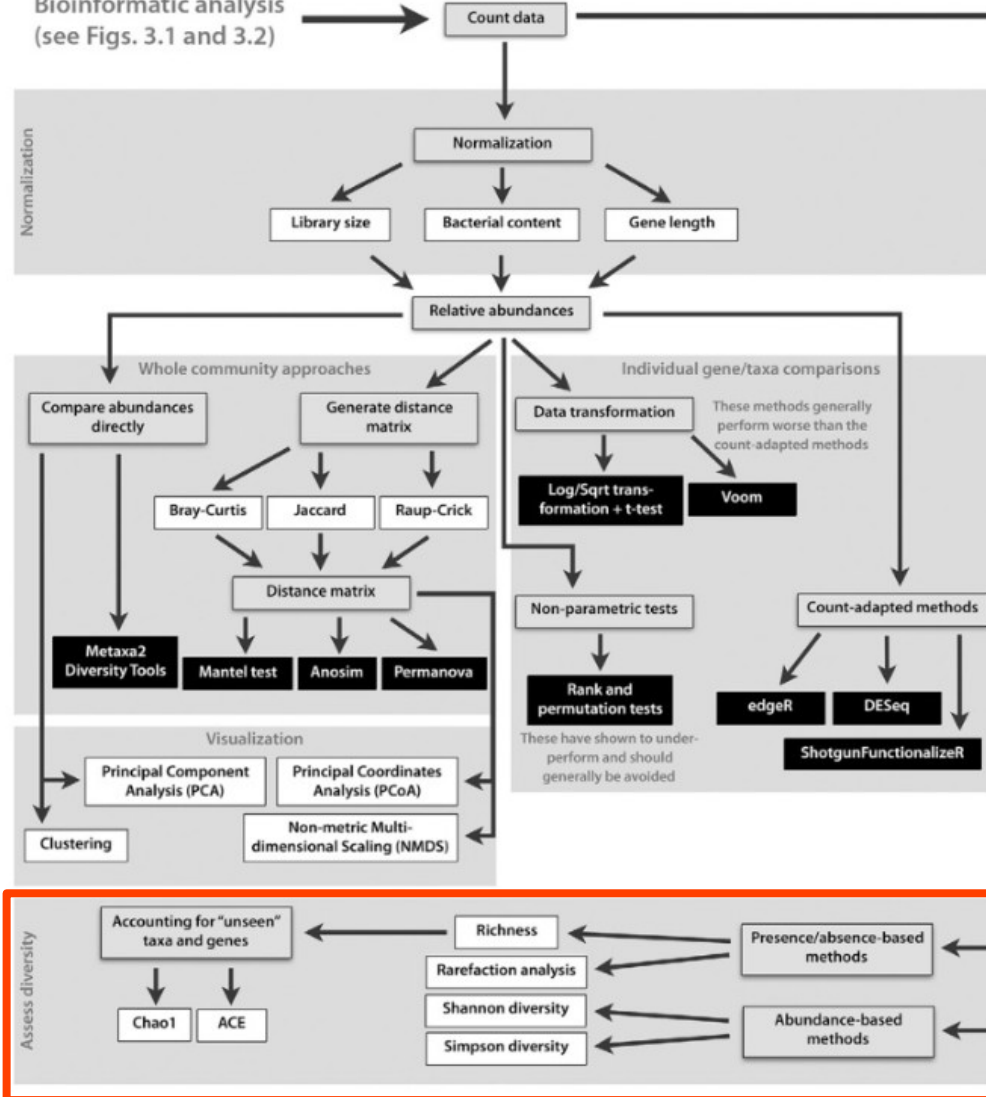 Bioinformatic analysis
(see Figs. 3.1 and 3.2)
Count data
Normalization
Normalization
Library size
Bacterial content
Gene length
Relative abundances
Whole community approaches
Compare abundances
directly
Generate distance
matrix
Bray-Curtis
Jaccard
Raup-Crick
Distance matrix
Metaxa2
Diversity Tools
Mantel test
Anosim
Permanova
Individual gene/taxa comparisons
Data transformation
These methods generally
perform worse than the
count-adapted methods
Log/Sqrt trans-
formation + t-test
Voom
Non-parametric tests
Rank and
permutation tests
These have shown to under-
perform and should
generally be avoided
Count-adapted methods
edgeR
DESeq
ShotgunFunctionalizeR
Visualization
Principal Component
Analysis (PCA)
Principal Coordinates
Analysis (PCoA)
Clustering
Non-metric Multi-
dimensional Scaling (NMDS)
Assess diversity
Accounting for "unseen"
taxa and genes
Chao1
ACE
Richness
Rarefaction analysis
Shannon diversity
Simpson diversity
Presence/absence-based
methods
Abundance-based
methods